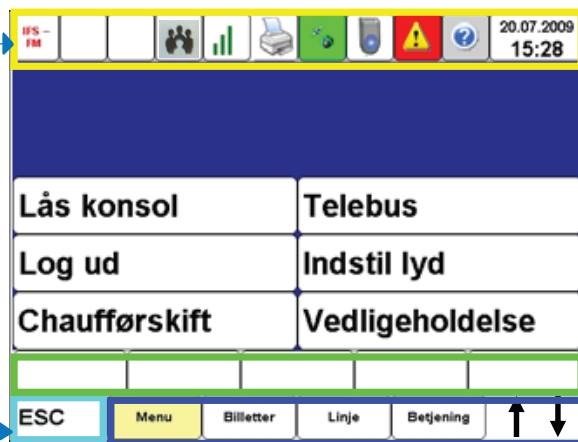 IFS –
FM
20.07.2009
15:28
?
Lås konsol
Telebus
Log ud
Indstil lyd
Chaufførskift
Vedligeholdelse
ESC
Menu
Billetter
Linje
Betjening